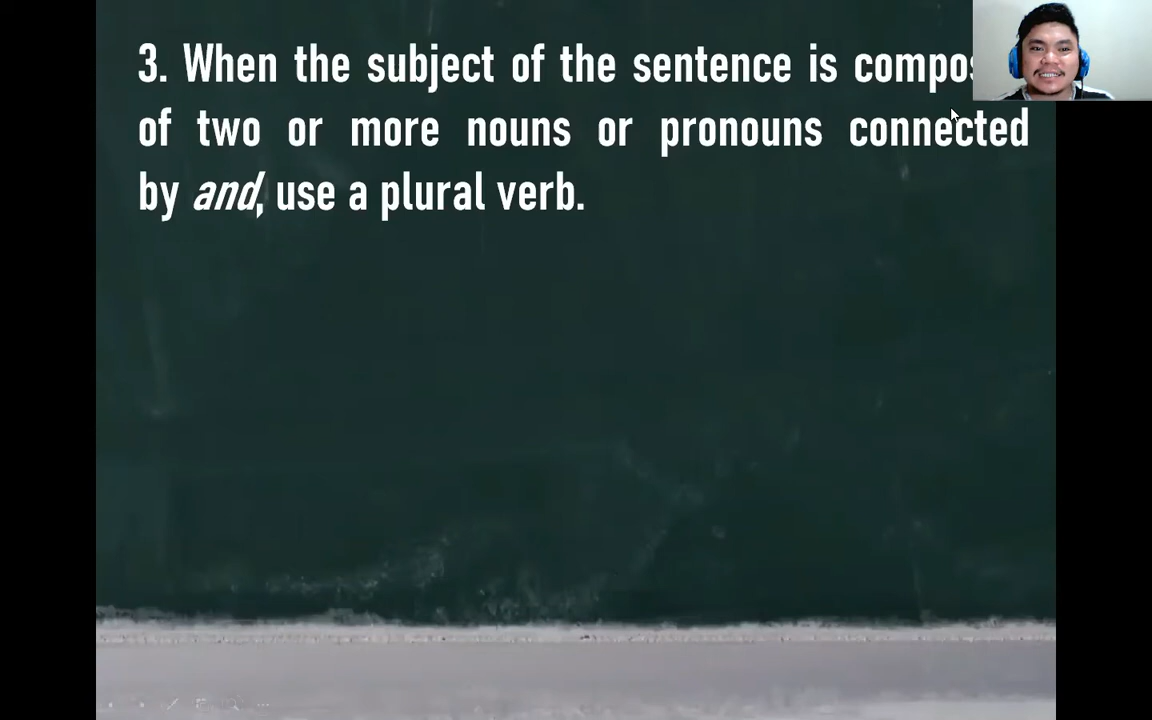 3. When the subject of the sentence is
of two or more nouns or pronouns connected
by and, use a plural verb.